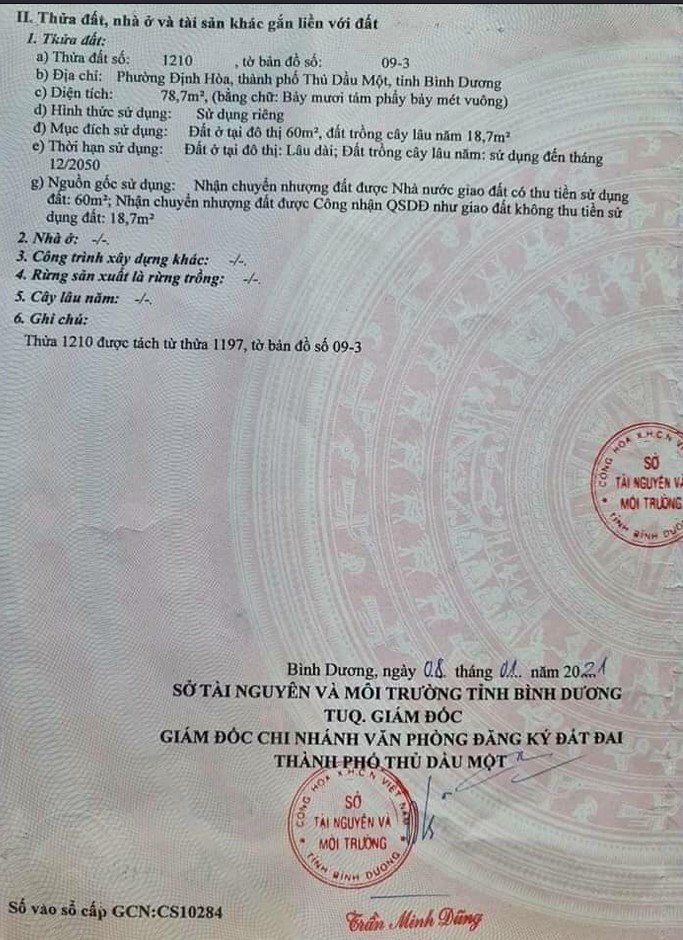 II. Thửa đất, nhà ở và tài sản khác gắn liền với đất
1. Thửa đất:
a) Thửa đất số: 1210 , tờ bản đồ số: 09-3
b) Địa chỉ: Phường Định Hòa, thành phố Thủ Dầu Một, tỉnh Bình Dương
c) Diện tích: 78,7m², (bằng chữ: Bảy mươi tám phẩy bảy mét vuông)
d) Hình thức sử dụng: Sử dụng riêng
đ) Mục đích sử dụng: Đất ở tại đô thị 60m², đất trồng cây lâu năm 18,7m²
e) Thời hạn sử dụng: Đất ở tại đô thị: Lâu dài; Đất trồng cây lâu năm: sử dụng đến tháng
12/2050
g) Nguồn gốc sử dụng: Nhận chuyển nhượng đất được Nhà nước giao đất có thu tiền sử dụng
đất: 60m²; Nhận chuyển nhượng đất được Công nhận QSDĐ như giao đất không thu tiền sử
dụng đất: 18,7m²
2. Nhà ở: -/-.
3. Công trình xây dựng khác: -/-.
4. Rừng sản xuất là rừng trồng: -/-.
5. Cây lâu năm: -/-.
6. Ghi chú:
Thửa 1210 được tách từ thửa 1197, tờ bản đồ số 09-3
CỘNG HOÀ X.H.C.N
SỞ
TÀI NGUYÊN VÀ
MÔI TRƯỜNG
TỈNH BÌNH
Bình Dương, ngày 08 tháng 01 năm 2021
SỞ TÀI NGUYÊN VÀ MÔI TRƯỜNG TỈNH BÌNH DƯƠNG
TUQ. GIÁM ĐỐC
GIÁM ĐỐC CHI NHÁNH VĂN PHÒNG ĐĂNG KÝ ĐẤT ĐAI
THÀNH PHỐ THỦ DẦU MỘT
CỘNG HOÀ X.H.C.N VIỆT NAM
SỞ
TÀI NGUYÊN VÀ
MÔI TRƯỜNG
TỈNH BÌNH DƯƠNG
Số vào sổ cấp GCN:CS10284
Trần Minh Dũng